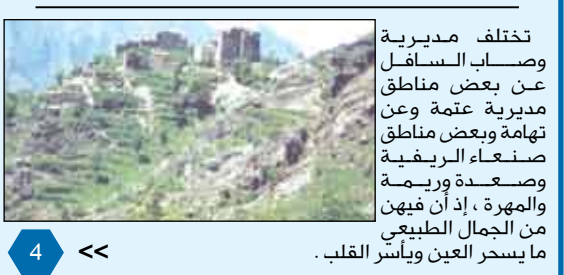 تختلف مديرية
وصاب السافل
عن بعض مناطق
مديرية عتمة وعن
تهامة وبعض مناطق
صنعاء الريفية
وصعدة وريمة
والمهرة ، إذ أن فيهن
من الجمال الطبيعي
ما يسحر العين ويأسر القلب .
>> 4